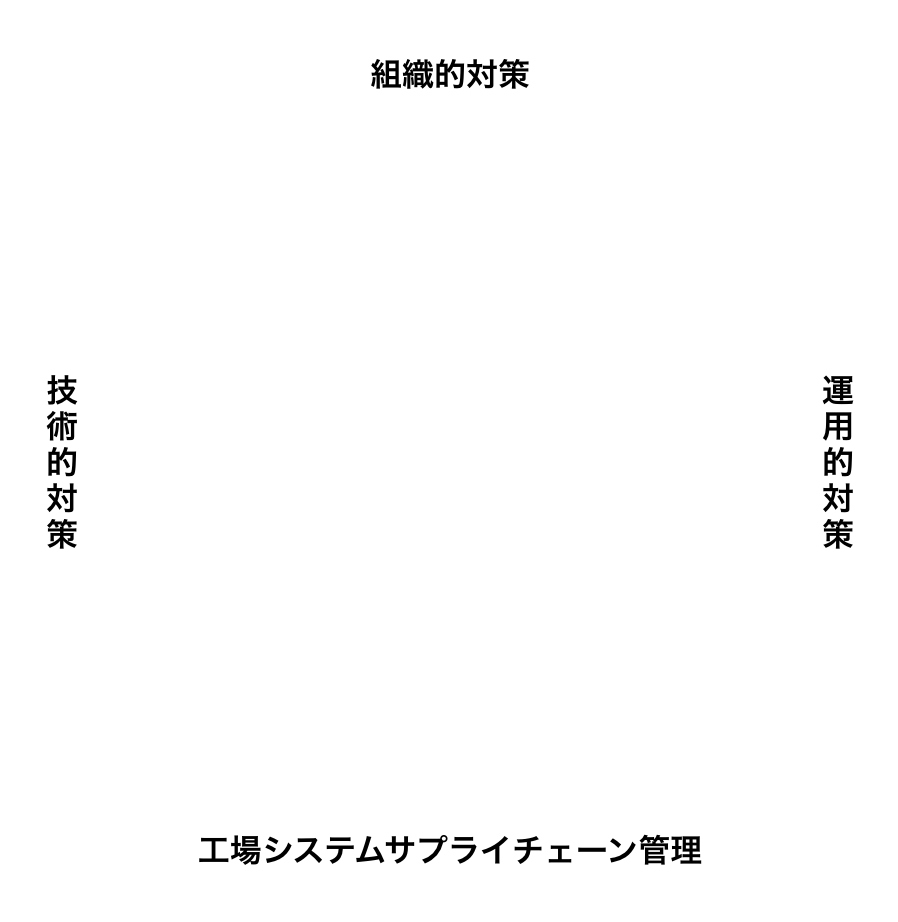 組織的対策
技術的対策
運用的対策
工場システムサプライチェーン管理